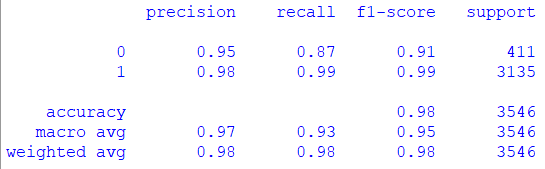 precision recall f1-score support
0 0.95 0.87 0.91 411
1 0.98 0.99 0.99 3135
accuracy 0.98 3546
macro avg 0.97 0.93 0.95 3546
weighted avg 0.98 0.98 0.98 3546